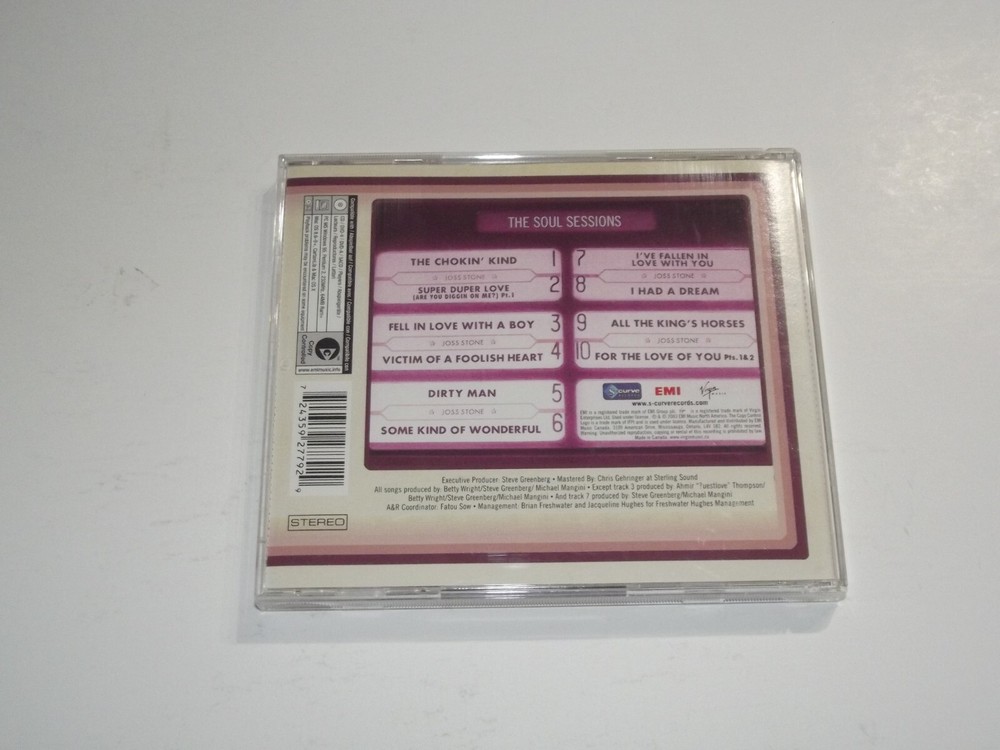 THE SOUL SESSIONS
THE CHOKIN' KIND 1
JOSS STONE
SUPER DUPER LOVE 2
(ARE YOU DIGGIN ON ME?) Pt.1
FELL IN LOVE WITH A BOY 3
JOSS STONE
VICTIM OF A FOOLISH HEART 4
DIRTY MAN 5
JOSS STONE
SOME KIND OF WONDERFUL 6
7 I'VE FALLEN IN
LOVE WITH YOU
JOSS STONE
8 I HAD A DREAM
9 ALL THE KING'S HORSES
JOSS STONE
10 FOR THE LOVE OF YOU Pts. 1&2
S curve
EMI
Virgin
www.s-curverecords.com
Executive Producer: Steve Greenberg • Mastered By: Chris Gehringer at Sterling Sound
All songs produced by: Betty Wright/Steve Greenberg/ Michael Mangini • Except track 3 produced by: Ahmir "?uestlove" Thompson/
Betty Wright/Steve Greenberg/Michael Mangini • And track 7 produced by: Steve Greenberg/Michael Mangini
A&R Coordinator: Fatou Sow • Management: Brian Freshwater and Jacqueline Hughes for Freshwater Hughes Management
Copy
Controlled
www.emimusic.info
7 24359 27792 9
STEREO